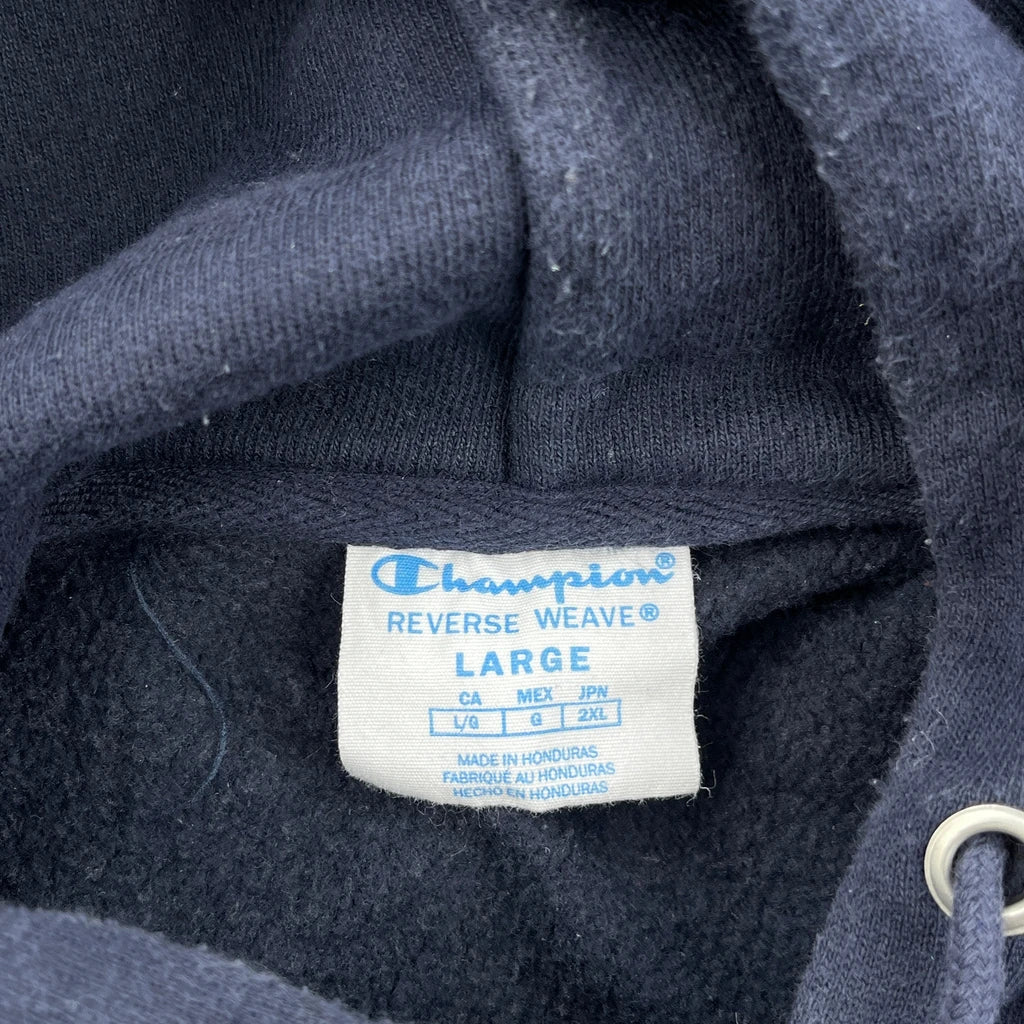 Champion®
REVERSE WEAVE®
LARGE
CA MEX JPN
L/G G 2XL
MADE IN HONDURAS
FABRIQUÉ AU HONDURAS
HECHO EN HONDURAS